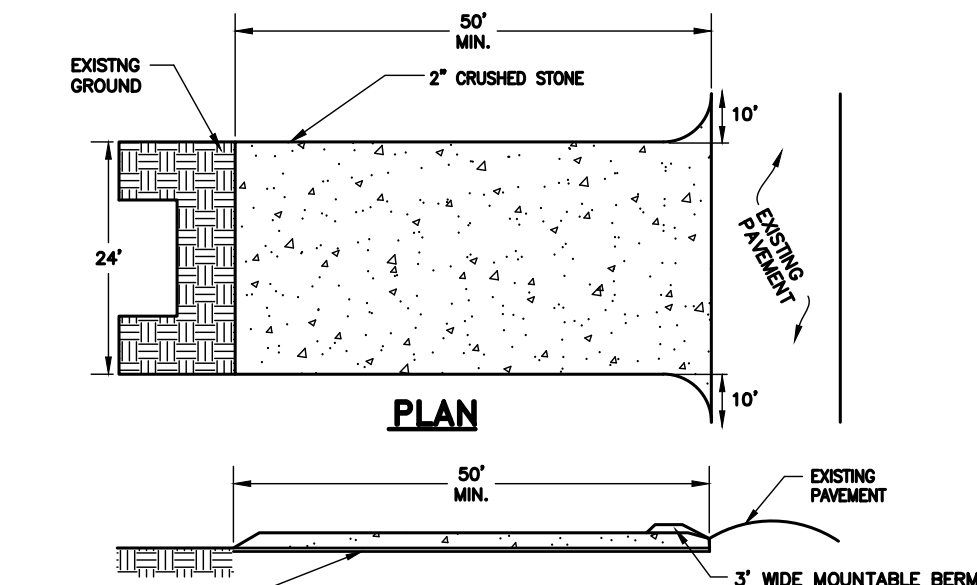 50'
MIN.
EXISTNG
GROUND
2" CRUSHED STONE
10'
24'
EXISTING
PAVEMENT
10'
PLAN
50'
MIN.
EXISTING
PAVEMENT
3' WIDE MOUNTABLE BERM